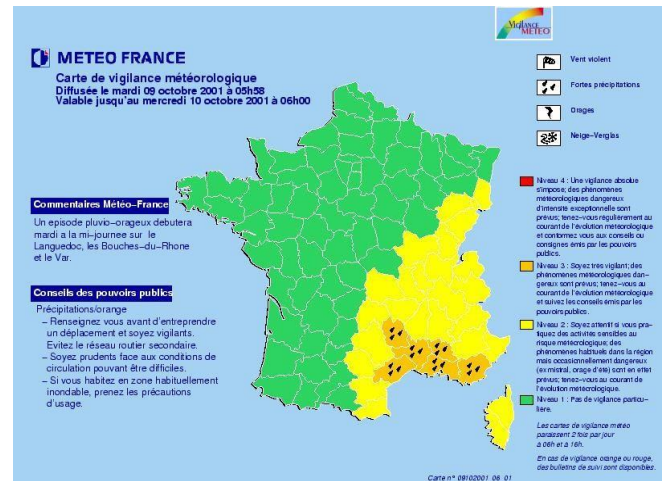 Vigilance
METEO
METEO FRANCE
Carte de vigilance météorologique
Diffusée le mardi 09 octobre 2001 à 05h58
Valable jusqu'au mercredi 10 octobre 2001 à 06h00
Vent violent
Fortes précipitations
Orages
Neige-Verglas
Commentaires Météo-France
Un episode pluvio-orageux debutera
mardi a la mi-journee sur le
Languedoc, les Bouches-du-Rhone
et le Var.
Conseils des pouvoirs publics
Précipitations/orange
- Renseignez vous avant d'entreprendre
un déplacement et soyez vigilants.
Evitez le réseau routier secondaire.
- Soyez prudents face aux conditions de
circulation pouvant être difficiles.
- Si vous habitez en zone habituellement
inondable, prenez les précautions
d'usage.
Niveau 4 : Une vigilance absolue
s'impose; des phénomènes
météorologiques dangereux
d'intensité exceptionnelle sont
prévus; tenez-vous régulièrement au
courant de l'évolution météorologique
et conformez vous aux conseils ou
consignes émis par les pouvoirs
publics.
Niveau 3 : Soyez très vigilant; des
phénomènes météorologiques dan-
gereux sont prévus; tenez-vous au
courant de l'évolution météorologique
et suivez les conseils émis par les
pouvoirs publics.
Niveau 2 : Soyez attentif si vous pra-
tiquez des activités sensibles au
risque météorologique; des
phénomènes habituels dans la région
mais occasionnellement dangereux
(ex mistral, orage d'été) sont en effet
prévus; tenez-vous au courant de
l'évolution météorologique.
Niveau 1 : Pas de vigilance particu-
lière.
Les cartes de vigilance météo
paraissent 2 fois par jour
à 06h et à 16h.
En cas de vigilance orange ou rouge,
des bulletins de suivi sont disponibles.
Carte n° 09102001_06_01